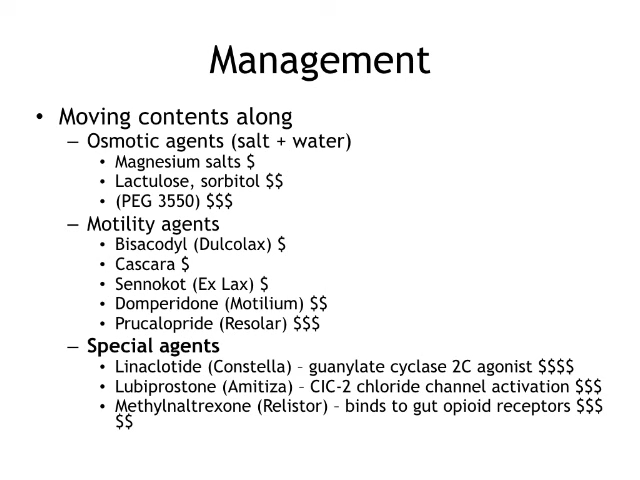 Management
• Moving contents along
– Osmotic agents (salt + water)
• Magnesium salts $
• Lactulose, sorbitol $$
• (PEG 3550) $$$
– Motility agents
• Bisacodyl (Dulcolax) $
• Cascara $
• Sennokot (Ex Lax) $
• Domperidone (Motilium) $$
• Prucalopride (Resolar) $$$
– Special agents
• Linaclotide (Constella) – guanylate cyclase 2C agonist $$$$
• Lubiprostone (Amitiza) – CIC-2 chloride channel activation $$$
• Methylnaltrexone (Relistor) – binds to gut opioid receptors $$$
$$